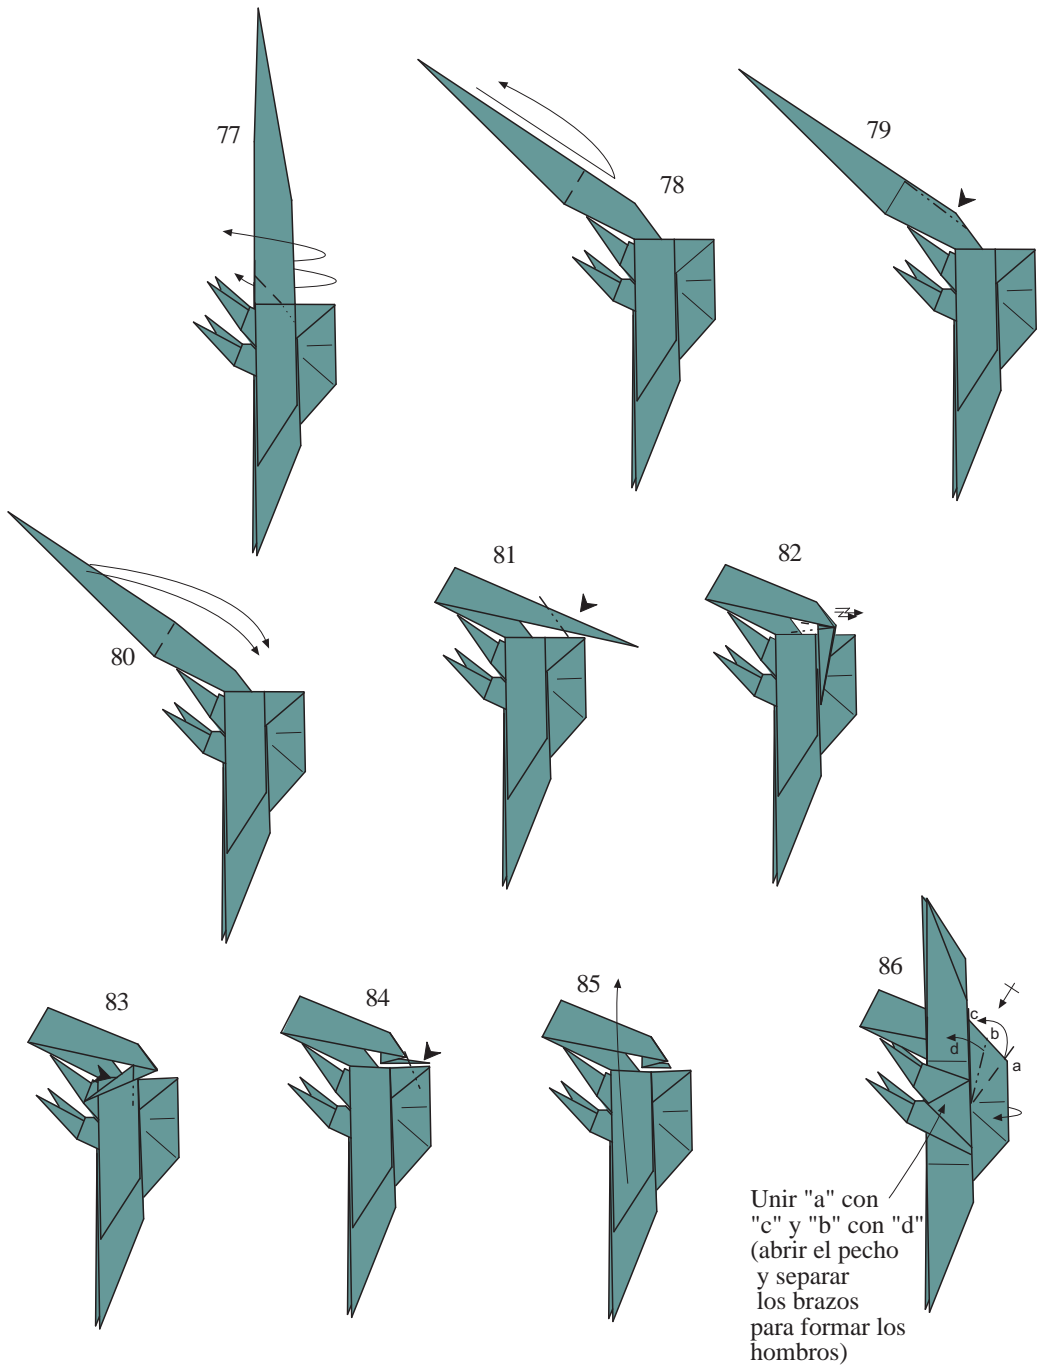 77
78
79
80
81
82
83
84
85
86
c
b
d
a
Unir "a" con
"c" y "b" con "d"
(abrir el pecho
y separar
los brazos
para formar los
hombros)